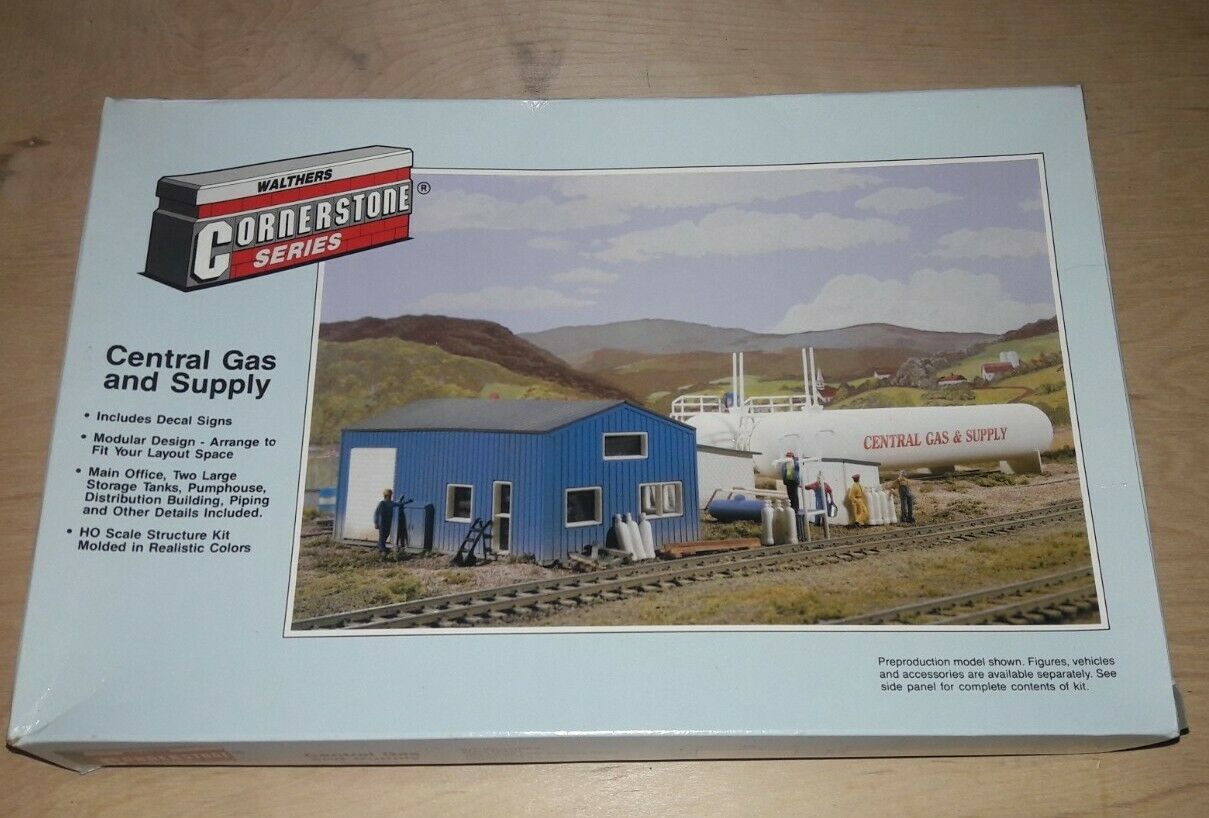 WALTHERS
CORNERSTONE
SERIES
®
Central Gas
and Supply
• Includes Decal Signs
• Modular Design - Arrange to
Fit Your Layout Space
• Main Office, Two Large
Storage Tanks, Pumphouse,
Distribution Building, Piping
and Other Details Included.
• HO Scale Structure Kit
Molded in Realistic Colors
CENTRAL GAS & SUPPLY
Preproduction model shown. Figures, vehicles
and accessories are available separately. See
side panel for complete contents of kit.
Central Gas